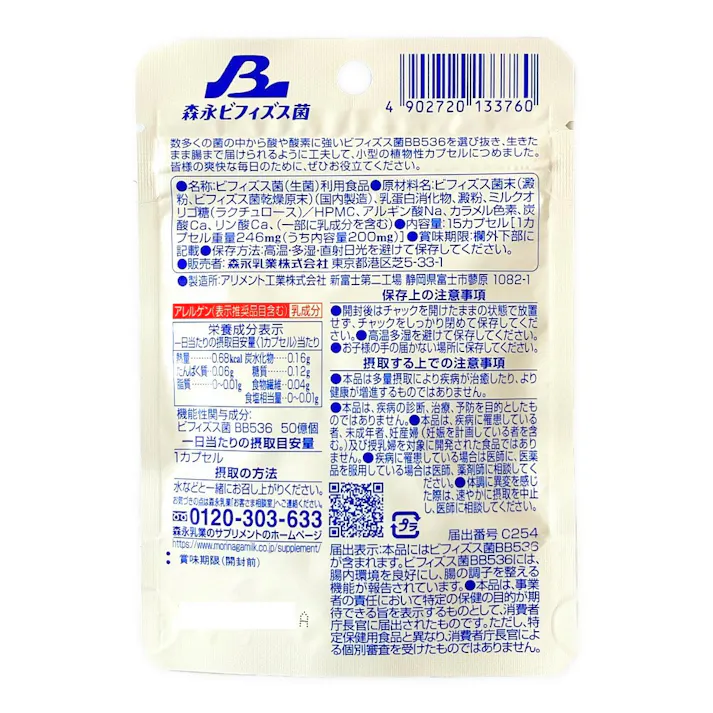 B
森永ビフィズス菌
4 902720 133760
数多くの菌の中から酸や酸素に強いビフィズス菌BB536を選び抜き、生きた
まま腸まで届けられるように工夫して、小型の植物性カプセルにつめました。
皆様の爽快な毎日のために、ぜひお役立てください。
●名称:ビフィズス菌(生菌)利用食品●原材料名:ビフィズス菌末(澱
粉、ビフィズス菌乾燥原末)(国内製造)、乳蛋白消化物、澱粉、ミルクオ
リゴ糖(ラクチュロース)/HPMC、アルギン酸Na、カラメル色素、炭
酸Ca、リン酸Ca、(一部に乳成分を含む)●内容量:15カプセル[1カ
プセル重量246mg(うち内容量200mg)]●賞味期限:欄外下部に
記載●保存方法:高温・多湿・直射日光を避けて保存してください。
●販売者:森永乳業株式会社 東京都港区芝5-33-1
●製造所:アリメント工業株式会社 新富士第二工場 静岡県富士市蓼原 1082-1
アレルゲン(表示推奨品目含む) 乳成分
栄養成分表示
一日当たりの摂取目安量(1カプセル)当たり
熱量……0.68kcal 炭水化物……0.16g
たんぱく質…0.06g 糖質………0.12g
脂質……0〜0.01g 食物繊維……0.04g
食塩相当量…0〜0.01g
機能性関与成分:
ビフィズス菌 BB536 50億個
一日当たりの摂取目安量
1カプセル
摂取の方法
水などと一緒にお召し上がりください。
お気づきの点は森永乳業「お客さま相談室」へご連絡ください。
0120-303-633
森永乳業のサプリメントのホームページ
https://www.morinagamilk.co.jp/supplement/
：賞味期限(開封前)
A
保存上の注意事項
●開封後はチャックを開けたままの状態で放置
せず、チャックをしっかり閉めて保存してくだ
さい。●高温多湿を避けて保存してください。
●お子様の手の届かない場所に保存してください。
摂取する上での注意事項
●本品は多量摂取により疾病が治癒したり、より
健康が増進するものではありません。
●本品は、疾病の診断、治療、予防を目的としたも
のではありません。●本品は、疾病に罹患している
者、未成年者、妊産婦(妊娠を計画している者を含
む。)及び授乳婦を対象に開発された食品ではあり
ません。●疾病に罹患している場合は医師に、医薬
品を服用している場合は医師、薬剤師に相談してく
ださい。●体調に異変を感じ
た際は、速やかに摂取を中止
し、医師に相談してください。
プラ
届出番号 C254
届出表示:本品にはビフィズス菌BB536
が含まれます。ビフィズス菌BB536には、
腸内環境を良好にし、腸の調子を整える
機能が報告されています。●本品は、事業
者の責任において特定の保健の目的が期
待できる旨を表示するものとして、消費者
庁長官に届出されたものです。ただし、特
定保健用食品と異なり、消費者庁長官によ
る個別審査を受けたものではありません。